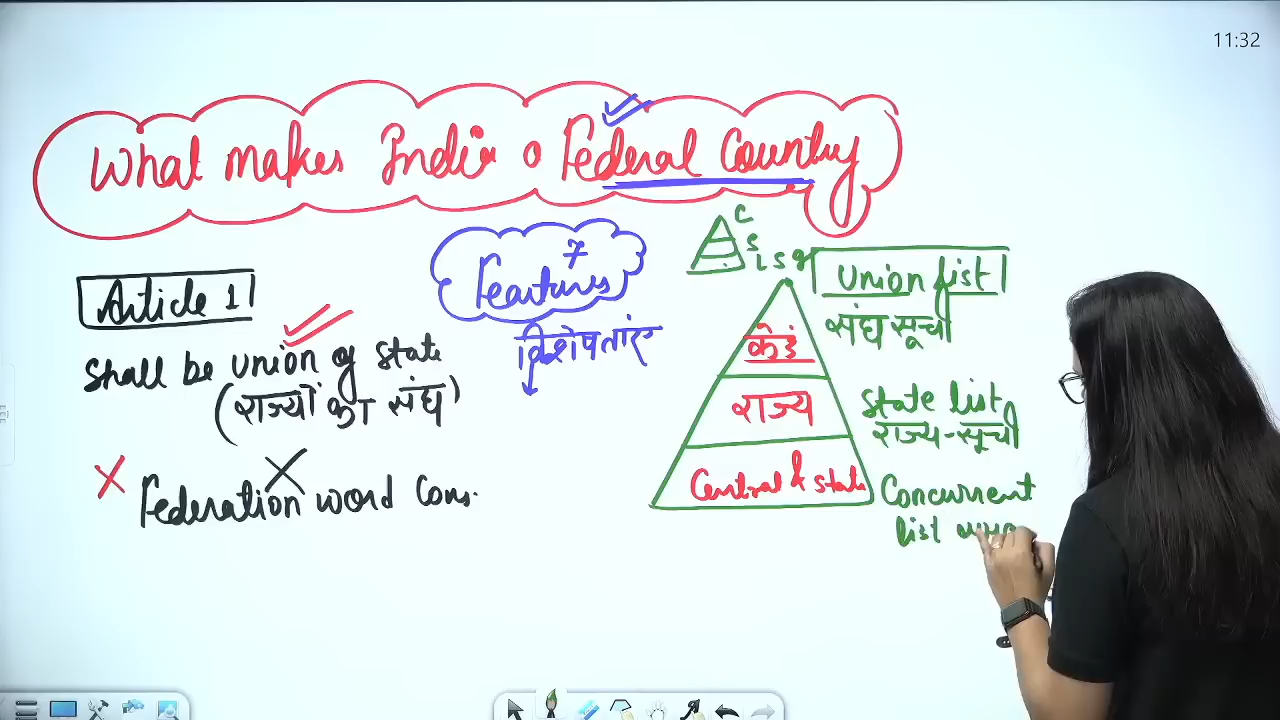 11:32
What makes India a Federal Country
7
Feartures
विशेषताएं
Article 1
Shall be union of state
(राज्यों का संघ)
Federation word Cons.
C
S
L S g
केंद्र
राज्य
Central & state
Union list
संघ सूची
State list
राज्य-सूची
Concurrent
list